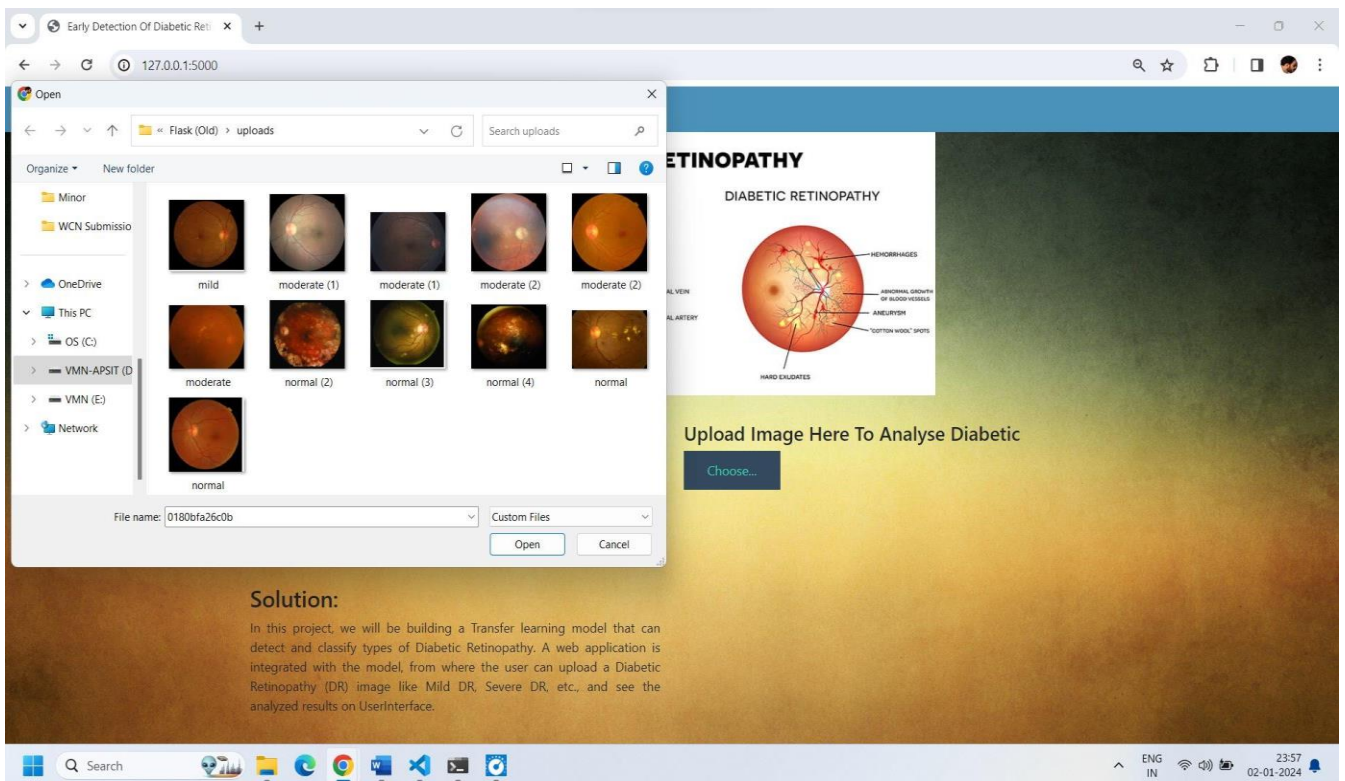 Early Detection Of Diabetic Reti
127.0.0.1:5000
Open
« Flask (Old) › uploads
Search uploads
Organize
New folder
Minor
WCN Submissio
OneDrive
This PC
OS (C:)
VMN-APSIT (D
VMN (E:)
Network
mild
moderate (1)
moderate (1)
moderate (2)
moderate (2)
moderate
normal (2)
normal (3)
normal (4)
normal
normal
File name: 0180bfa26c0b
Custom Files
Open
Cancel
ETINOPATHY
DIABETIC RETINOPATHY
HEMORRHAGES
AL VEIN
ABNORMAL GROWTH
OF BLOOD VESSELS
AL ARTERY
ANEURYSM
"COTTON WOOL" SPOTS
HARD EXUDATES
Upload Image Here To Analyse Diabetic
Choose...
Solution:
In this project, we will be building a Transfer learning model that can
detect and classify types of Diabetic Retinopathy. A web application is
integrated with the model, from where the user can upload a Diabetic
Retinopathy (DR) image like Mild DR, Severe DR, etc., and see the
analyzed results on UserInterface.
Search
ENG
IN
23:57
02-01-2024